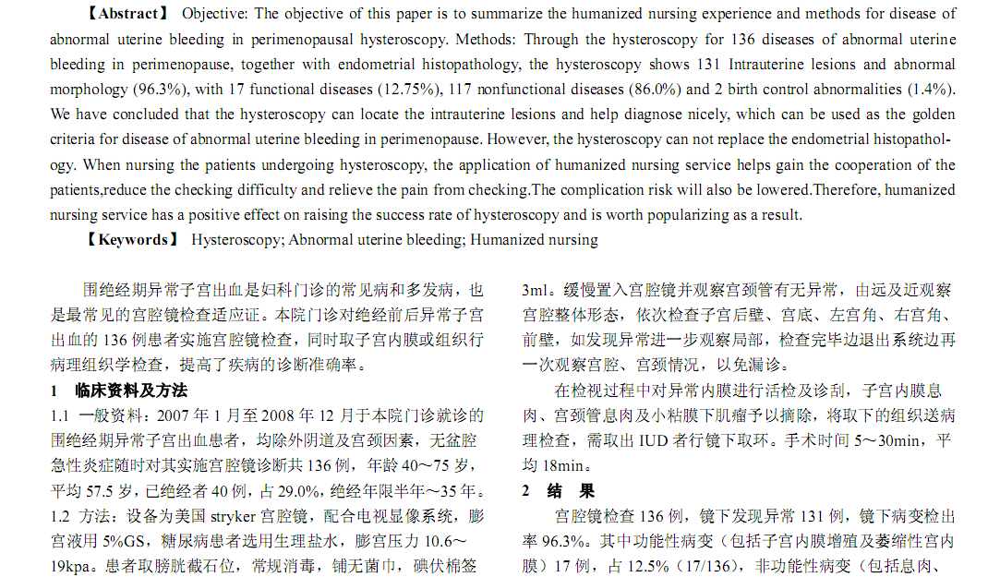 【Abstract】 Objective: The objective of this paper is to summarize the humanized nursing experience and methods for disease of
abnormal uterine bleeding in perimenopausal hysteroscopy. Methods: Through the hysteroscopy for 136 diseases of abnormal uterine
bleeding in perimenopause, together with endometrial histopathology, the hysteroscopy shows 131 Intrauterine lesions and abnormal
morphology (96.3%), with 17 functional diseases (12.75%), 117 nonfunctional diseases (86.0%) and 2 birth control abnormalities (1.4%).
We have concluded that the hysteroscopy can locate the intrauterine lesions and help diagnose nicely, which can be used as the golden
criteria for disease of abnormal uterine bleeding in perimenopause. However, the hysteroscopy can not replace the endometrial histopathol-
ogy. When nursing the patients undergoing hysteroscopy, the application of humanized nursing service helps gain the cooperation of the
patients,reduce the checking difficulty and relieve the pain from checking.The complication risk will also be lowered.Therefore, humanized
nursing service has a positive effect on raising the success rate of hysteroscopy and is worth popularizing as a result.
【Keywords】 Hysteroscopy; Abnormal uterine bleeding; Humanized nursing
围绝经期异常子宫出血是妇科门诊的常见病和多发病，也
是最常见的宫腔镜检查适应证。本院门诊对绝经前后异常子宫
出血的 136 例患者实施宫腔镜检查，同时取子宫内膜或组织行
病理组织学检查，提高了疾病的诊断准确率。
1 临床资料及方法
1.1 一般资料：2007 年 1 月至 2008 年 12 月于本院门诊就诊的
围绝经期异常子宫出血患者，均除外阴道及宫颈因素，无盆腔
急性炎症随时对其实施宫腔镜诊断共 136 例，年龄 40～75 岁，
平均 57.5 岁，已绝经者 40 例，占 29.0%，绝经年限半年～35 年。
1.2 方法：设备为美国 stryker 宫腔镜，配合电视显像系统，膨
宫液用 5%GS，糖尿病患者选用生理盐水，膨宫压力 10.6～
19kpa。患者取膀胱截石位，常规消毒，铺无菌巾，碘伏棉签
3ml。缓慢置入宫腔镜并观察宫颈管有无异常，由远及近观察
宫腔整体形态，依次检查子宫后壁、宫底、左宫角、右宫角、
前壁，如发现异常进一步观察局部，检查完毕边退出系统边再
一次观察宫腔、宫颈情况，以免漏诊。
在检视过程中对异常内膜进行活检及诊刮，子宫内膜息
肉、宫颈管息肉及小粘膜下肌瘤予以摘除，将取下的组织送病
理检查，需取出 IUD 者行镜下取环。手术时间 5～30min，平
均 18min。
2 结 果
宫腔镜检查 136 例，镜下发现异常 131 例，镜下病变检出
率 96.3%。其中功能性病变（包括子宫内膜增殖及萎缩性宫内
膜）17 例，占 12.5%（17/136），非功能性病变（包括息肉、